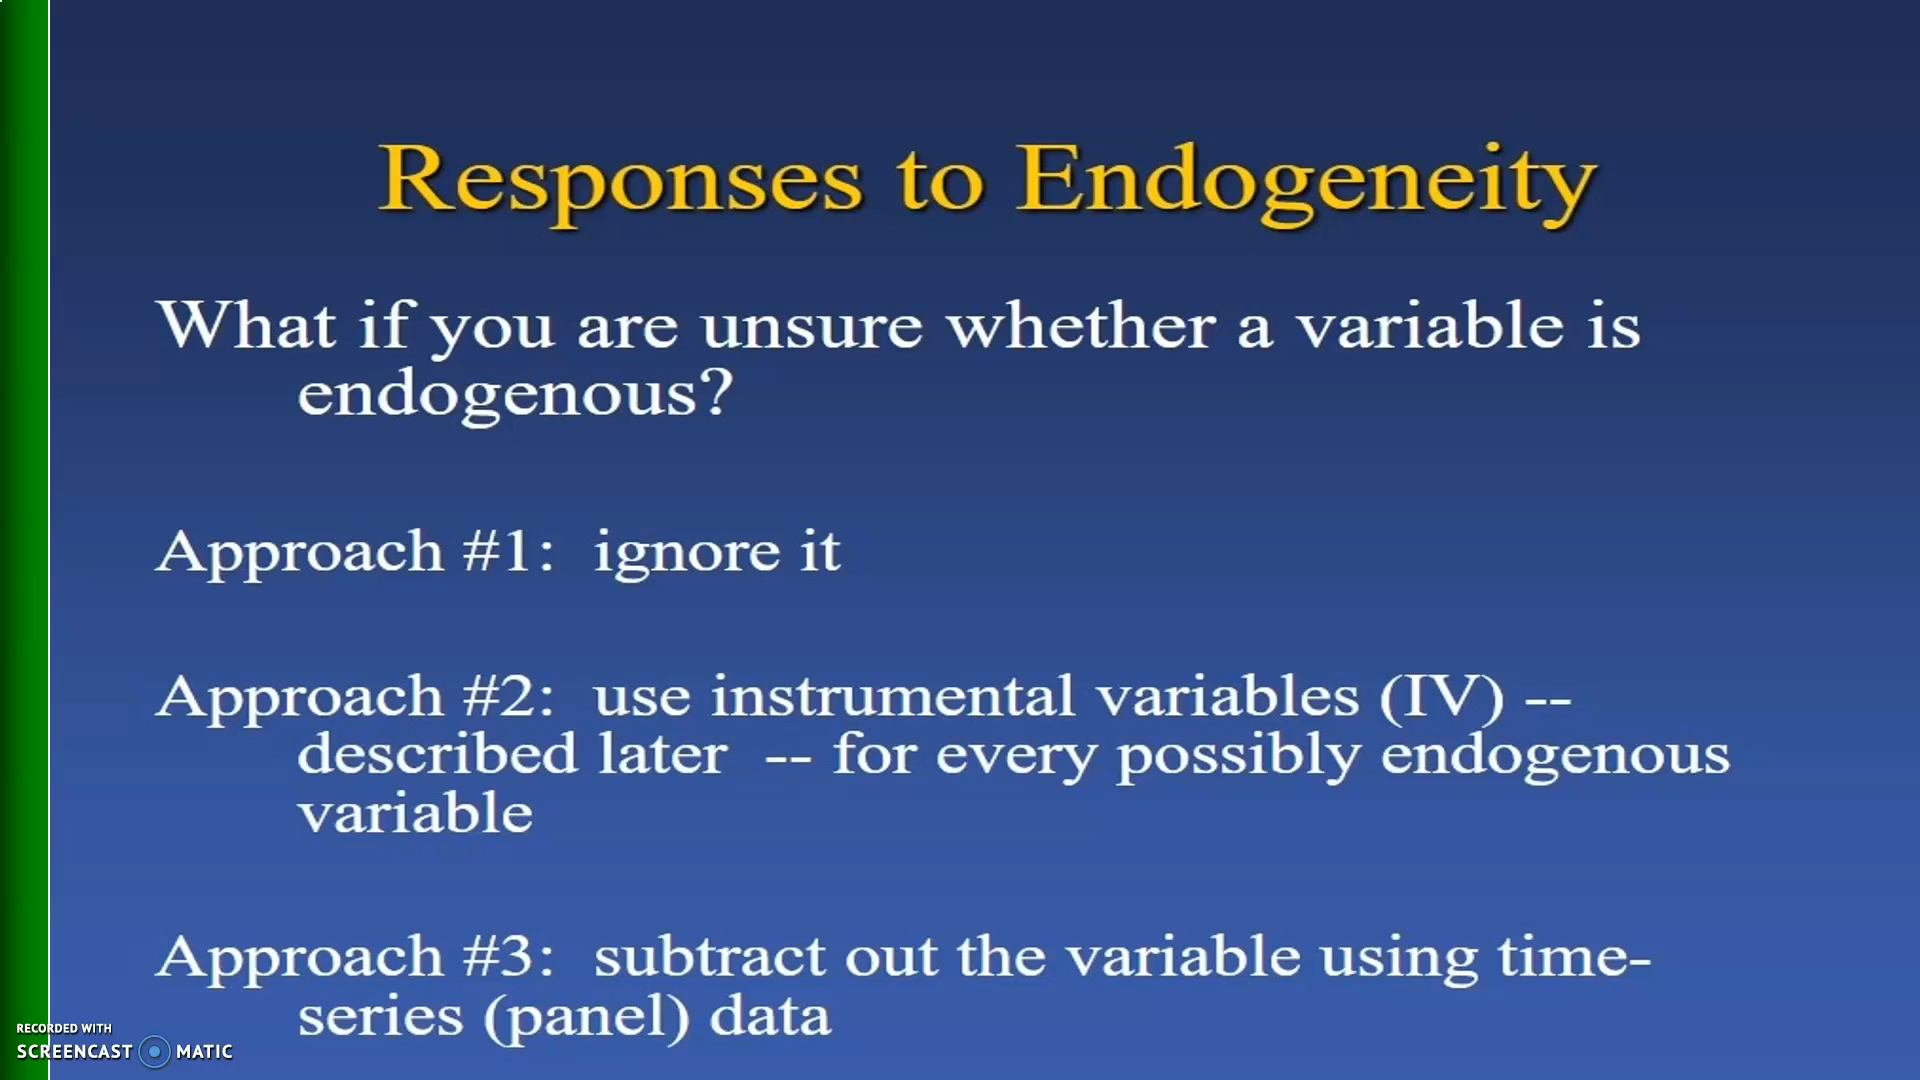 Responses to Endogeneity
What if you are unsure whether a variable is
endogenous?
Approach #1:  ignore it
Approach #2:  use instrumental variables (IV) --
described later  -- for every possibly endogenous
variable
Approach #3:  subtract out the variable using time-
series (panel) data
RECORDED WITH
SCREENCAST MATIC